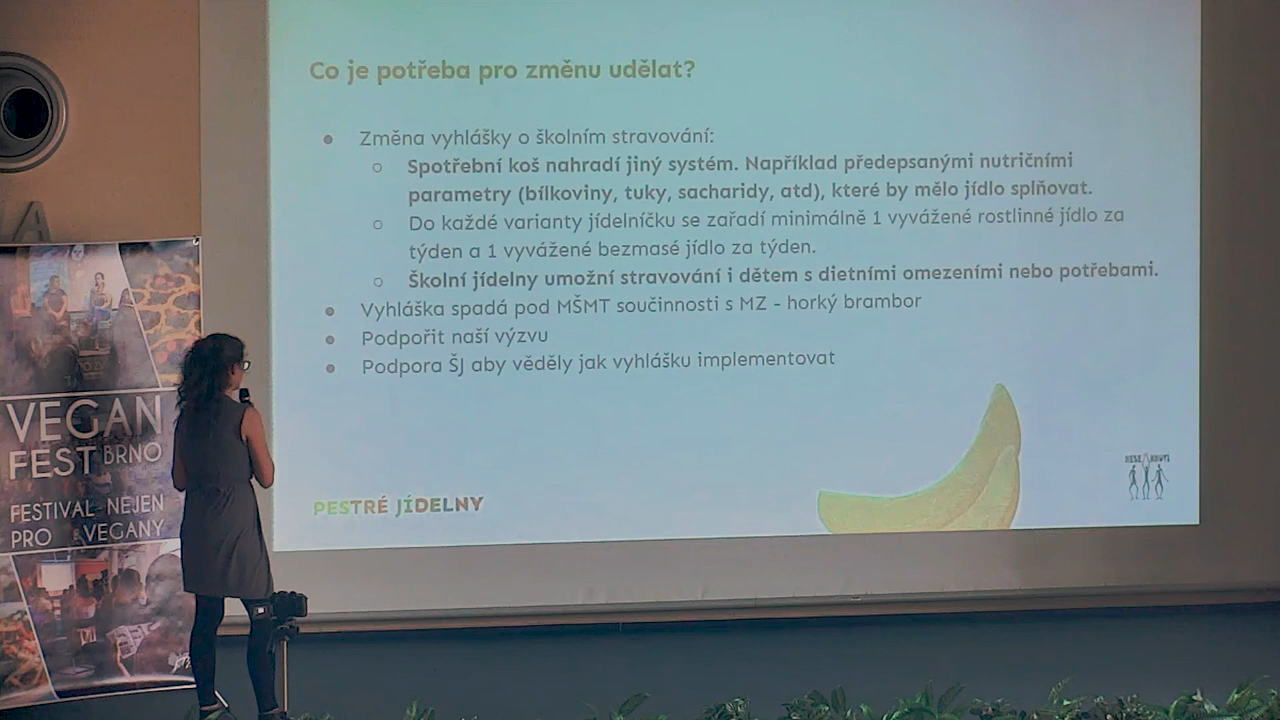 Co je potřeba pro změnu udělat?
Změna vyhlášky o školním stravování:
Spotřební koš nahradí jiný systém. Například předepsanými nutričními
parametry (bílkoviny, tuky, sacharidy, atd), které by mělo jídlo splňovat.
Do každé varianty jídelníčku se zařadí minimálně 1 vyvážené rostlinné jídlo za
týden a 1 vyvážené bezmasé jídlo za týden.
Školní jídelny umožní stravování i dětem s dietními omezeními nebo potřebami.
Vyhláška spadá pod MŠMT součinnosti s MZ - horký brambor
Podpořit naší výzvu
Podpora ŠJ aby věděly jak vyhlášku implementovat
PESTRÉ JÍDELNY
VEGAN
FEST BRNO
FESTIVAL NEJEN
PRO VEGANY